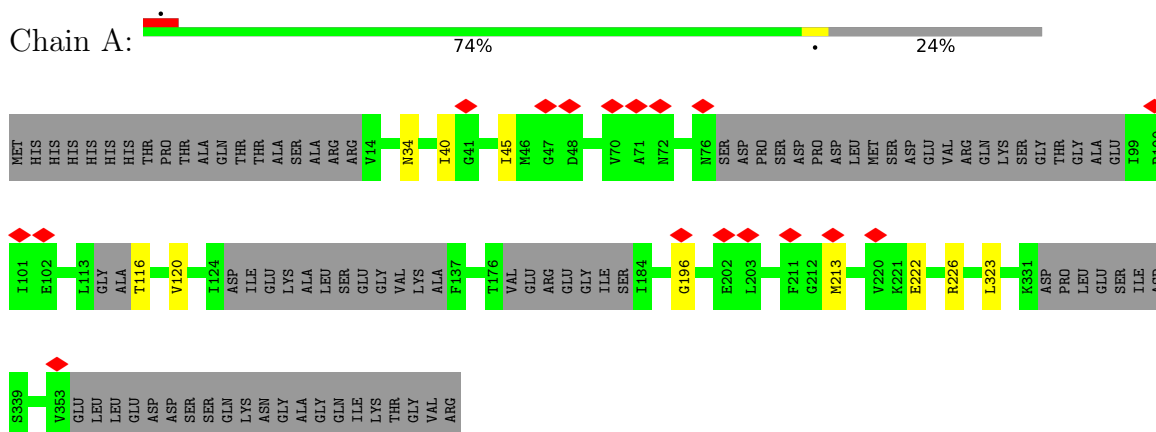 Chain A: • 74% • 24%
MET HIS HIS HIS HIS HIS HIS THR PRO THR ALA GLN THR THR ALA SER ALA ARG ARG V14 N34 I40 G41 I45 M46 G47 D48 V70 A71 N72 N76 SER ASP PRO SER ASP PRO ASP LEU MET SER ASP GLU VAL ARG GLN LYS SER GLY THR GLY ALA GLU I99
I101 E102 L113 GLY ALA T116 V120 I124 ASP ILE GLU LYS ALA LEU SER GLU GLY VAL LYS ALA F137 T176 VAL GLU ARG GLU GLY ILE SER I184 G196 E202 L203 F211 G212 M213 V220 K221 E222 R226 L323 K331 ASP PRO LEU GLU SER ILE
S339 V353 GLU LEU LEU GLU ASP ASP SER SER GLN LYS ASN GLY ALA GLY GLN ILE LYS THR GLY VAL ARG